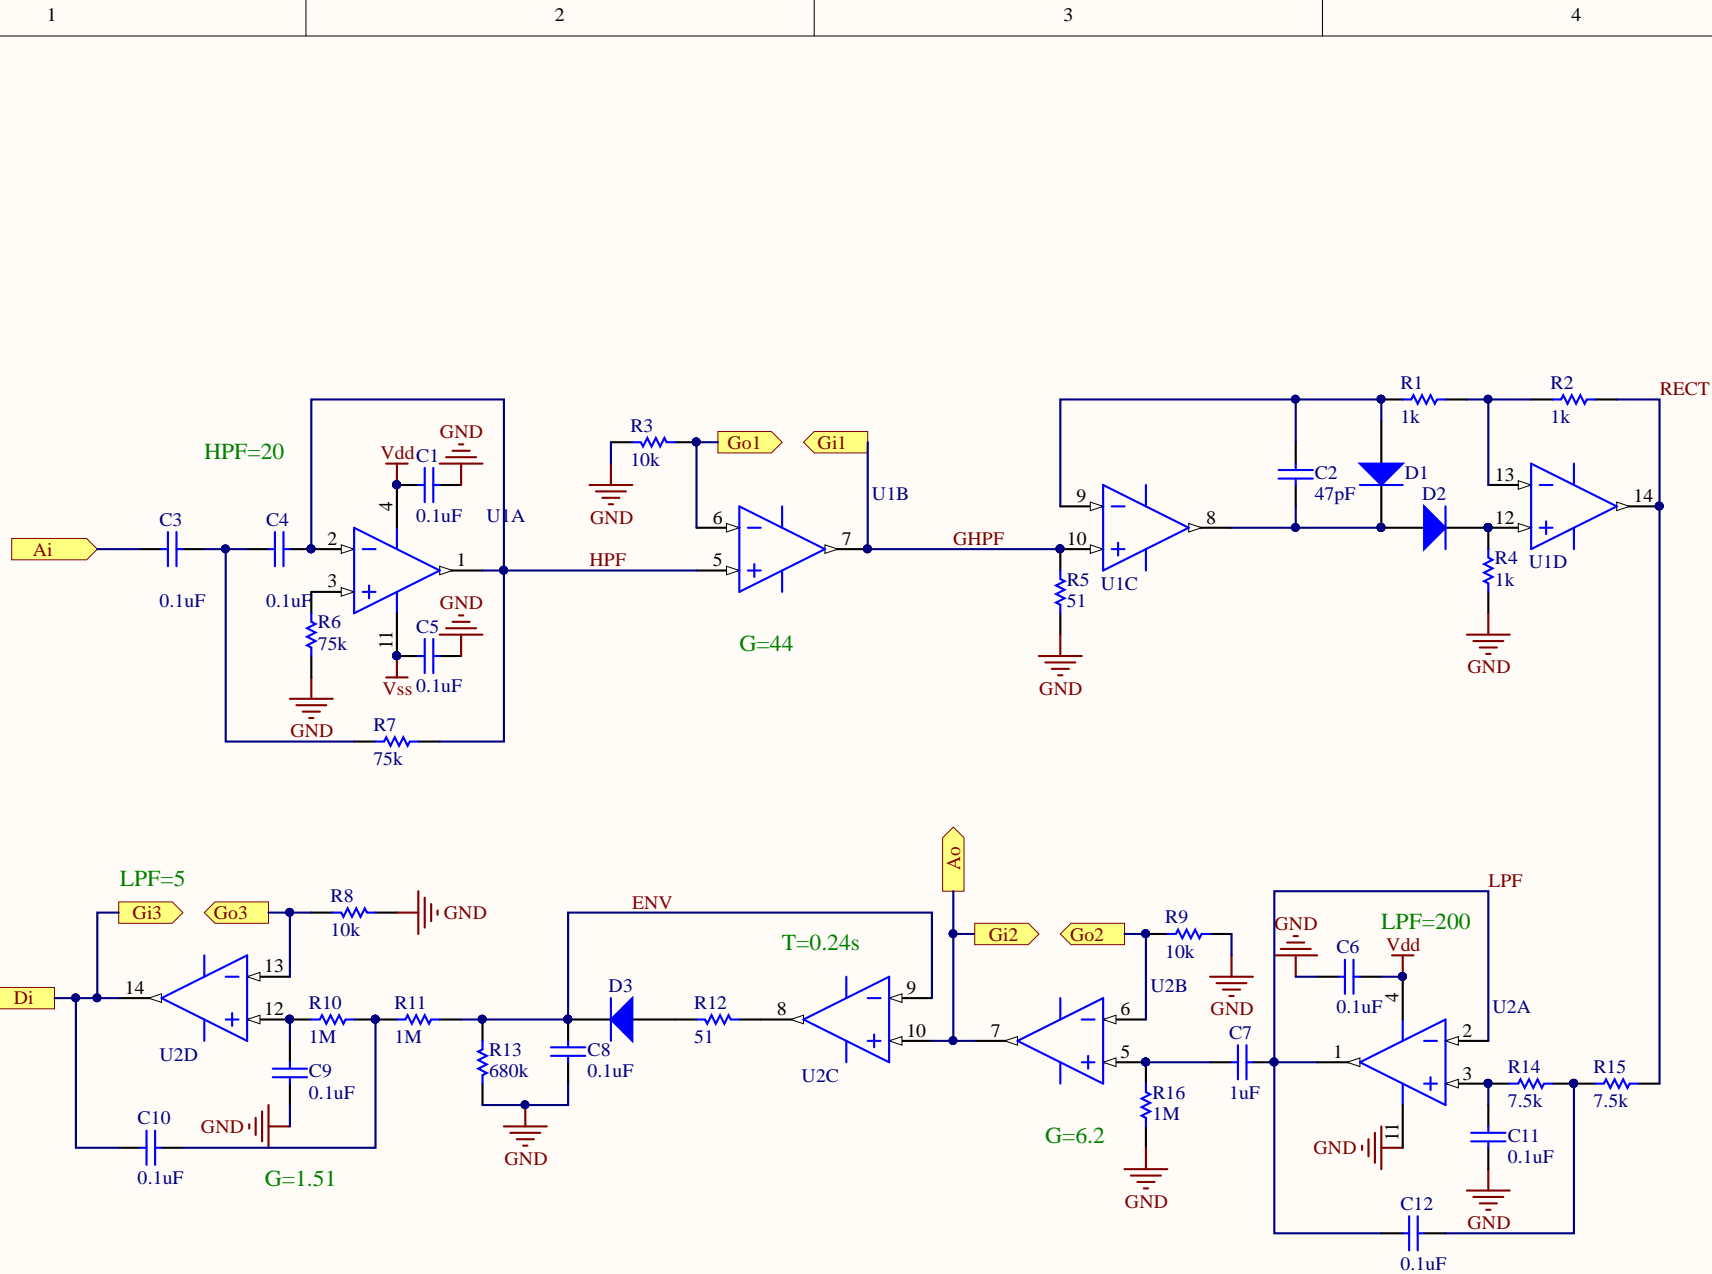 1
2
3
4
R1
1k
R2
1k
RECT
R3
10k
Go1
Gi1
GND
HPF=20
Vdd
C1
0.1uF
4
U1A
U1B
GND
C2
47pF
D1
D2
13
14
9
8
12
C3
0.1uF
C4
0.1uF
Ai
2
3
1
HPF
6
5
7
GHPF
10
U1C
R5
51
R4
1k
U1D
R6
75k
11
C5
0.1uF
GND
Vss
G=44
GND
GND
GND
R7
75k
Ao
LPF=5
Gi3
Go3
R8
10k
GND
ENV
T=0.24s
Gi2
Go2
R9
10k
GND
LPF
LPF=200
C6
0.1uF
Vdd
4
Di
14
13
12
U2D
R10
1M
R11
1M
D3
R12
51
8
9
10
U2C
7
6
5
U2B
GND
C7
1uF
1
2
3
U2A
R14
7.5k
R15
7.5k
R13
680k
C8
0.1uF
C9
0.1uF
GND
C10
0.1uF
G=1.51
GND
R16
1M
G=6.2
GND
GND
11
C11
0.1uF
GND
C12
0.1uF